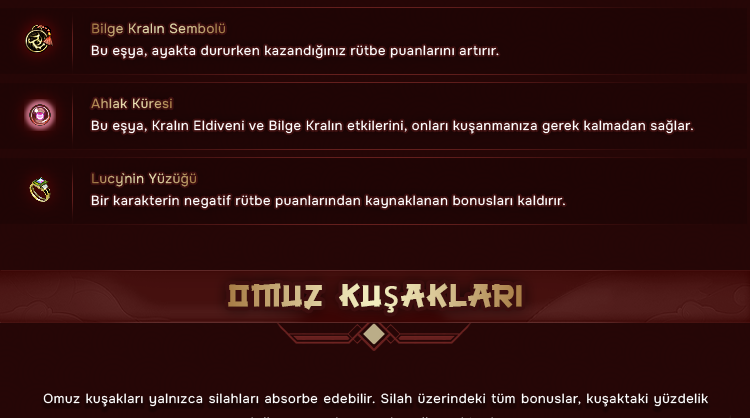 Bilge Kralın Sembolü
Bu eşya, ayakta dururken kazandığınız rütbe puanlarını artırır.
Ahlak Küresi
Bu eşya, Kralın Eldiveni ve Bilge Kralın etkilerini, onları kuşanmanıza gerek kalmadan sağlar.
Lucy'nin Yüzüğü
Bir karakterin negatif rütbe puanlarından kaynaklanan bonusları kaldırır.
OMUZ KUŞAKLARI
Omuz kuşakları yalnızca silahları absorbe edebilir. Silah üzerindeki tüm bonuslar, kuşaktaki yüzdelik